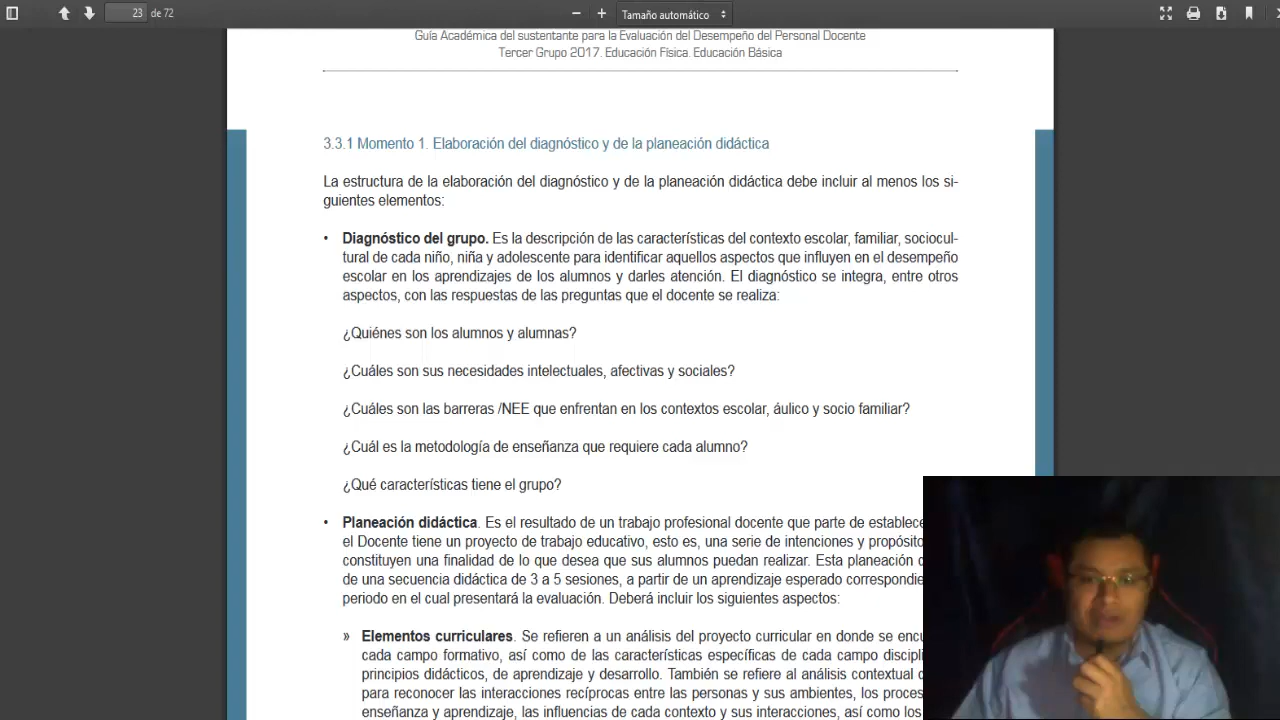 23 de 72
Tamaño automático
Guía Académica del sustentante para la Evaluación del Desempeño del Personal Docente
Tercer Grupo 2017. Educación Física. Educación Básica
3.3.1 Momento 1. Elaboración del diagnóstico y de la planeación didáctica
La estructura de la elaboración del diagnóstico y de la planeación didáctica debe incluir al menos los si-
guientes elementos:
• Diagnóstico del grupo. Es la descripción de las características del contexto escolar, familiar, sociocul-
tural de cada niño, niña y adolescente para identificar aquellos aspectos que influyen en el desempeño
escolar en los aprendizajes de los alumnos y darles atención. El diagnóstico se integra, entre otros
aspectos, con las respuestas de las preguntas que el docente se realiza:
¿Quiénes son los alumnos y alumnas?
¿Cuáles son sus necesidades intelectuales, afectivas y sociales?
¿Cuáles son las barreras /NEE que enfrentan en los contextos escolar, áulico y socio familiar?
¿Cuál es la metodología de enseñanza que requiere cada alumno?
¿Qué características tiene el grupo?
• Planeación didáctica. Es el resultado de un trabajo profesional docente que parte de establece
el Docente tiene un proyecto de trabajo educativo, esto es, una serie de intenciones y propósito
constituyen una finalidad de lo que desea que sus alumnos puedan realizar. Esta planeación
de una secuencia didáctica de 3 a 5 sesiones, a partir de un aprendizaje esperado correspondie
periodo en el cual presentará la evaluación. Deberá incluir los siguientes aspectos:
» Elementos curriculares. Se refieren a un análisis del proyecto curricular en donde se encu
cada campo formativo, así como de las características específicas de cada campo discipli
principios didácticos, de aprendizaje y desarrollo. También se refiere al análisis contextual
para reconocer las interacciones recíprocas entre las personas y sus ambientes, los proces
enseñanza y aprendizaje, las influencias de cada contexto y sus interacciones, así como los